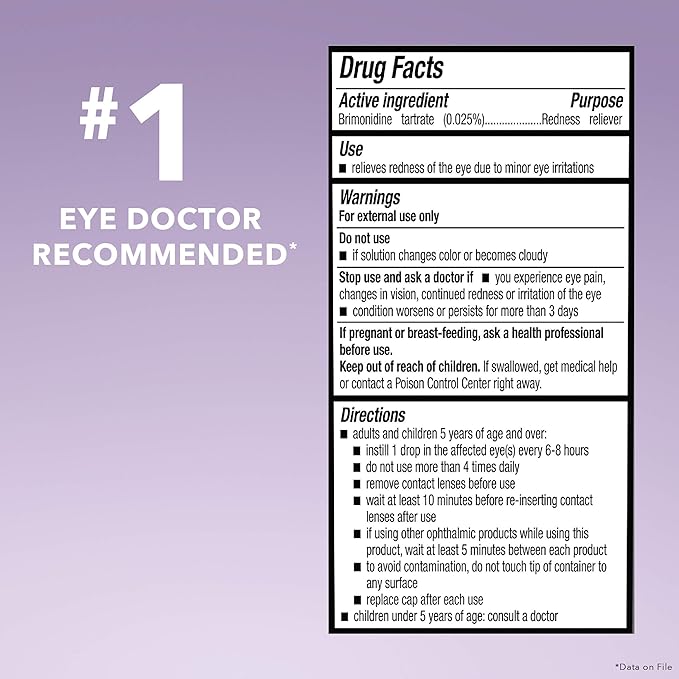 #1
EYE DOCTOR
RECOMMENDED*
Drug Facts
Active ingredient Purpose
Brimonidine tartrate (0.025%)...................Redness reliever
Use
■ relieves redness of the eye due to minor eye irritations
Warnings
For external use only
Do not use
■ if solution changes color or becomes cloudy
Stop use and ask a doctor if ■ you experience eye pain,
changes in vision, continued redness or irritation of the eye
■ condition worsens or persists for more than 3 days
If pregnant or breast-feeding, ask a health professional
before use.
Keep out of reach of children. If swallowed, get medical help
or contact a Poison Control Center right away.
Directions
■ adults and children 5 years of age and over:
■ instill 1 drop in the affected eye(s) every 6-8 hours
■ do not use more than 4 times daily
■ remove contact lenses before use
■ wait at least 10 minutes before re-inserting contact
lenses after use
■ if using other ophthalmic products while using this
product, wait at least 5 minutes between each product
■ to avoid contamination, do not touch tip of container to
any surface
■ replace cap after each use
■ children under 5 years of age: consult a doctor
*Data on File